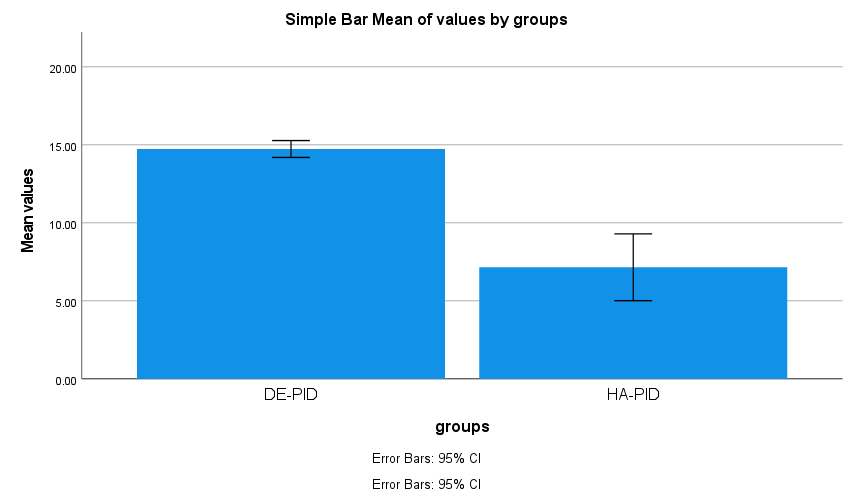 Simple Bar Mean of values by groups
20.00
15.00
10.00
5.00
0.00
Mean values
DE-PID
HA-PID
groups
Error Bars: 95% CI
Error Bars: 95% CI